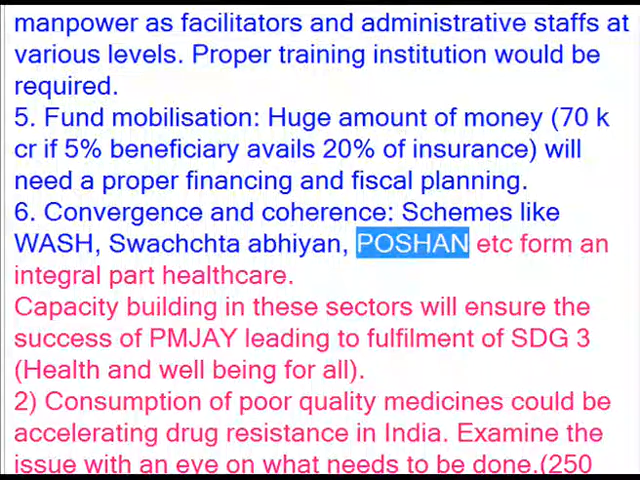 manpower as facilitators and administrative staffs at
various levels. Proper training institution would be
required.
5. Fund mobilisation: Huge amount of money (70 k
cr if 5% beneficiary avails 20% of insurance) will
need a proper financing and fiscal planning.
6. Convergence and coherence: Schemes like
WASH, Swachchta abhiyan, POSHAN etc form an
integral part healthcare.
Capacity building in these sectors will ensure the
success of PMJAY leading to fulfilment of SDG 3
(Health and well being for all).
2) Consumption of poor quality medicines could be
accelerating drug resistance in India. Examine the
issue with an eye on what needs to be done.(250